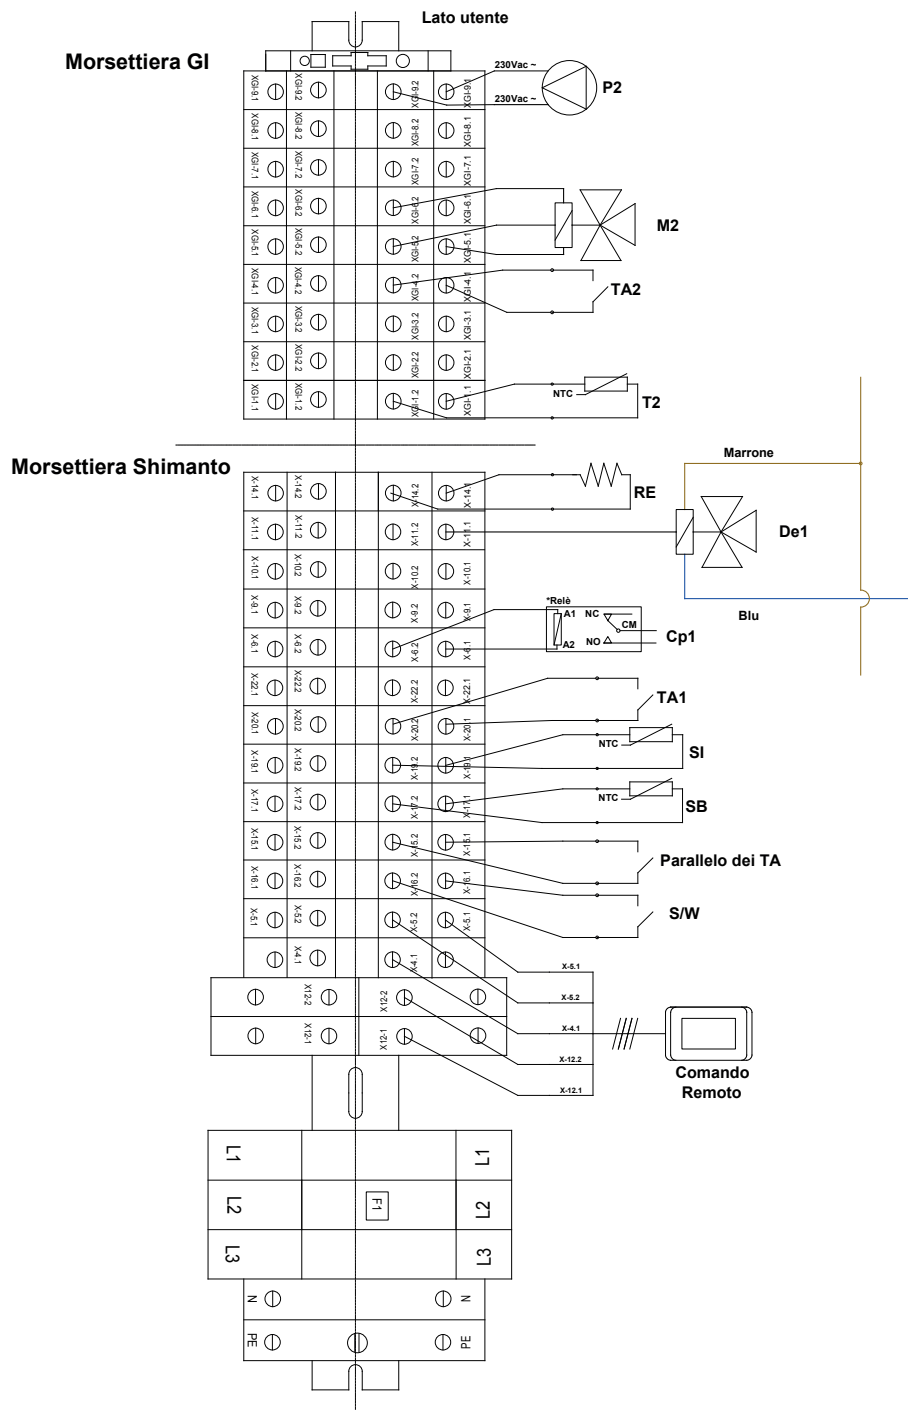 Lato utente
Morsettiera GI
XGI-9.1 XGI-9.2 XGI-9.2 XGI-9.1 230Vac ~ 230Vac ~ P2
XGI-8.1 XGI-8.2 XGI-8.2 XGI-8.1
XGI-7.1 XGI-7.2 XGI-7.2 XGI-7.1
XGI-6.1 XGI-6.2 XGI-6.2 XGI-6.1 M2
XGI-5.1 XGI-5.2 XGI-5.2 XGI-5.1
XGI-4.1 XGI-4.2 XGI-4.2 XGI-4.1 TA2
XGI-3.1 XGI-3.2 XGI-3.2 XGI-3.1
XGI-2.1 XGI-2.2 XGI-2.2 XGI-2.1
XGI-1.1 XGI-1.2 XGI-1.2 XGI-1.1 NTC T2
Morsettiera Shimanto
Marrone
X-14.1 X-14.2 X-14.2 X-14.1 RE
X-11.1 X-11.2 X-11.2 X-11.1 De1
X-10.1 X-10.2 X-10.2 X-10.1
X-9.1 X-9.2 X-9.2 X-9.1 *Relè Blu
A1 NC CM
X-6.1 X-6.2 X-6.2 X-6.1 A2 NO Cp1
X-22.1 X-22.2 X-22.2 X-22.1 TA1
X-20.1 X-20.2 X-20.2 X-20.1
X-19.1 X-19.2 X-19.2 X-19.1 NTC SI
X-17.1 X-17.2 X-17.2 X-17.1 NTC SB
X-15.1 X-15.2 X-15.2 X-15.1 Parallelo dei TA
X-16.1 X-16.2 X-16.2 X-16.1 S/W
X-5.1 X-5.2 X-5.2 X-5.1
X-4.1 X-4.1 X-5.1
X12-2 X12-2 X-5.2
X12-1 X12-1 X-4.1
X-12.2
X-12.1
Comando
Remoto
L1 L1
L2 F1 L2
L3 L3
N N
PE PE